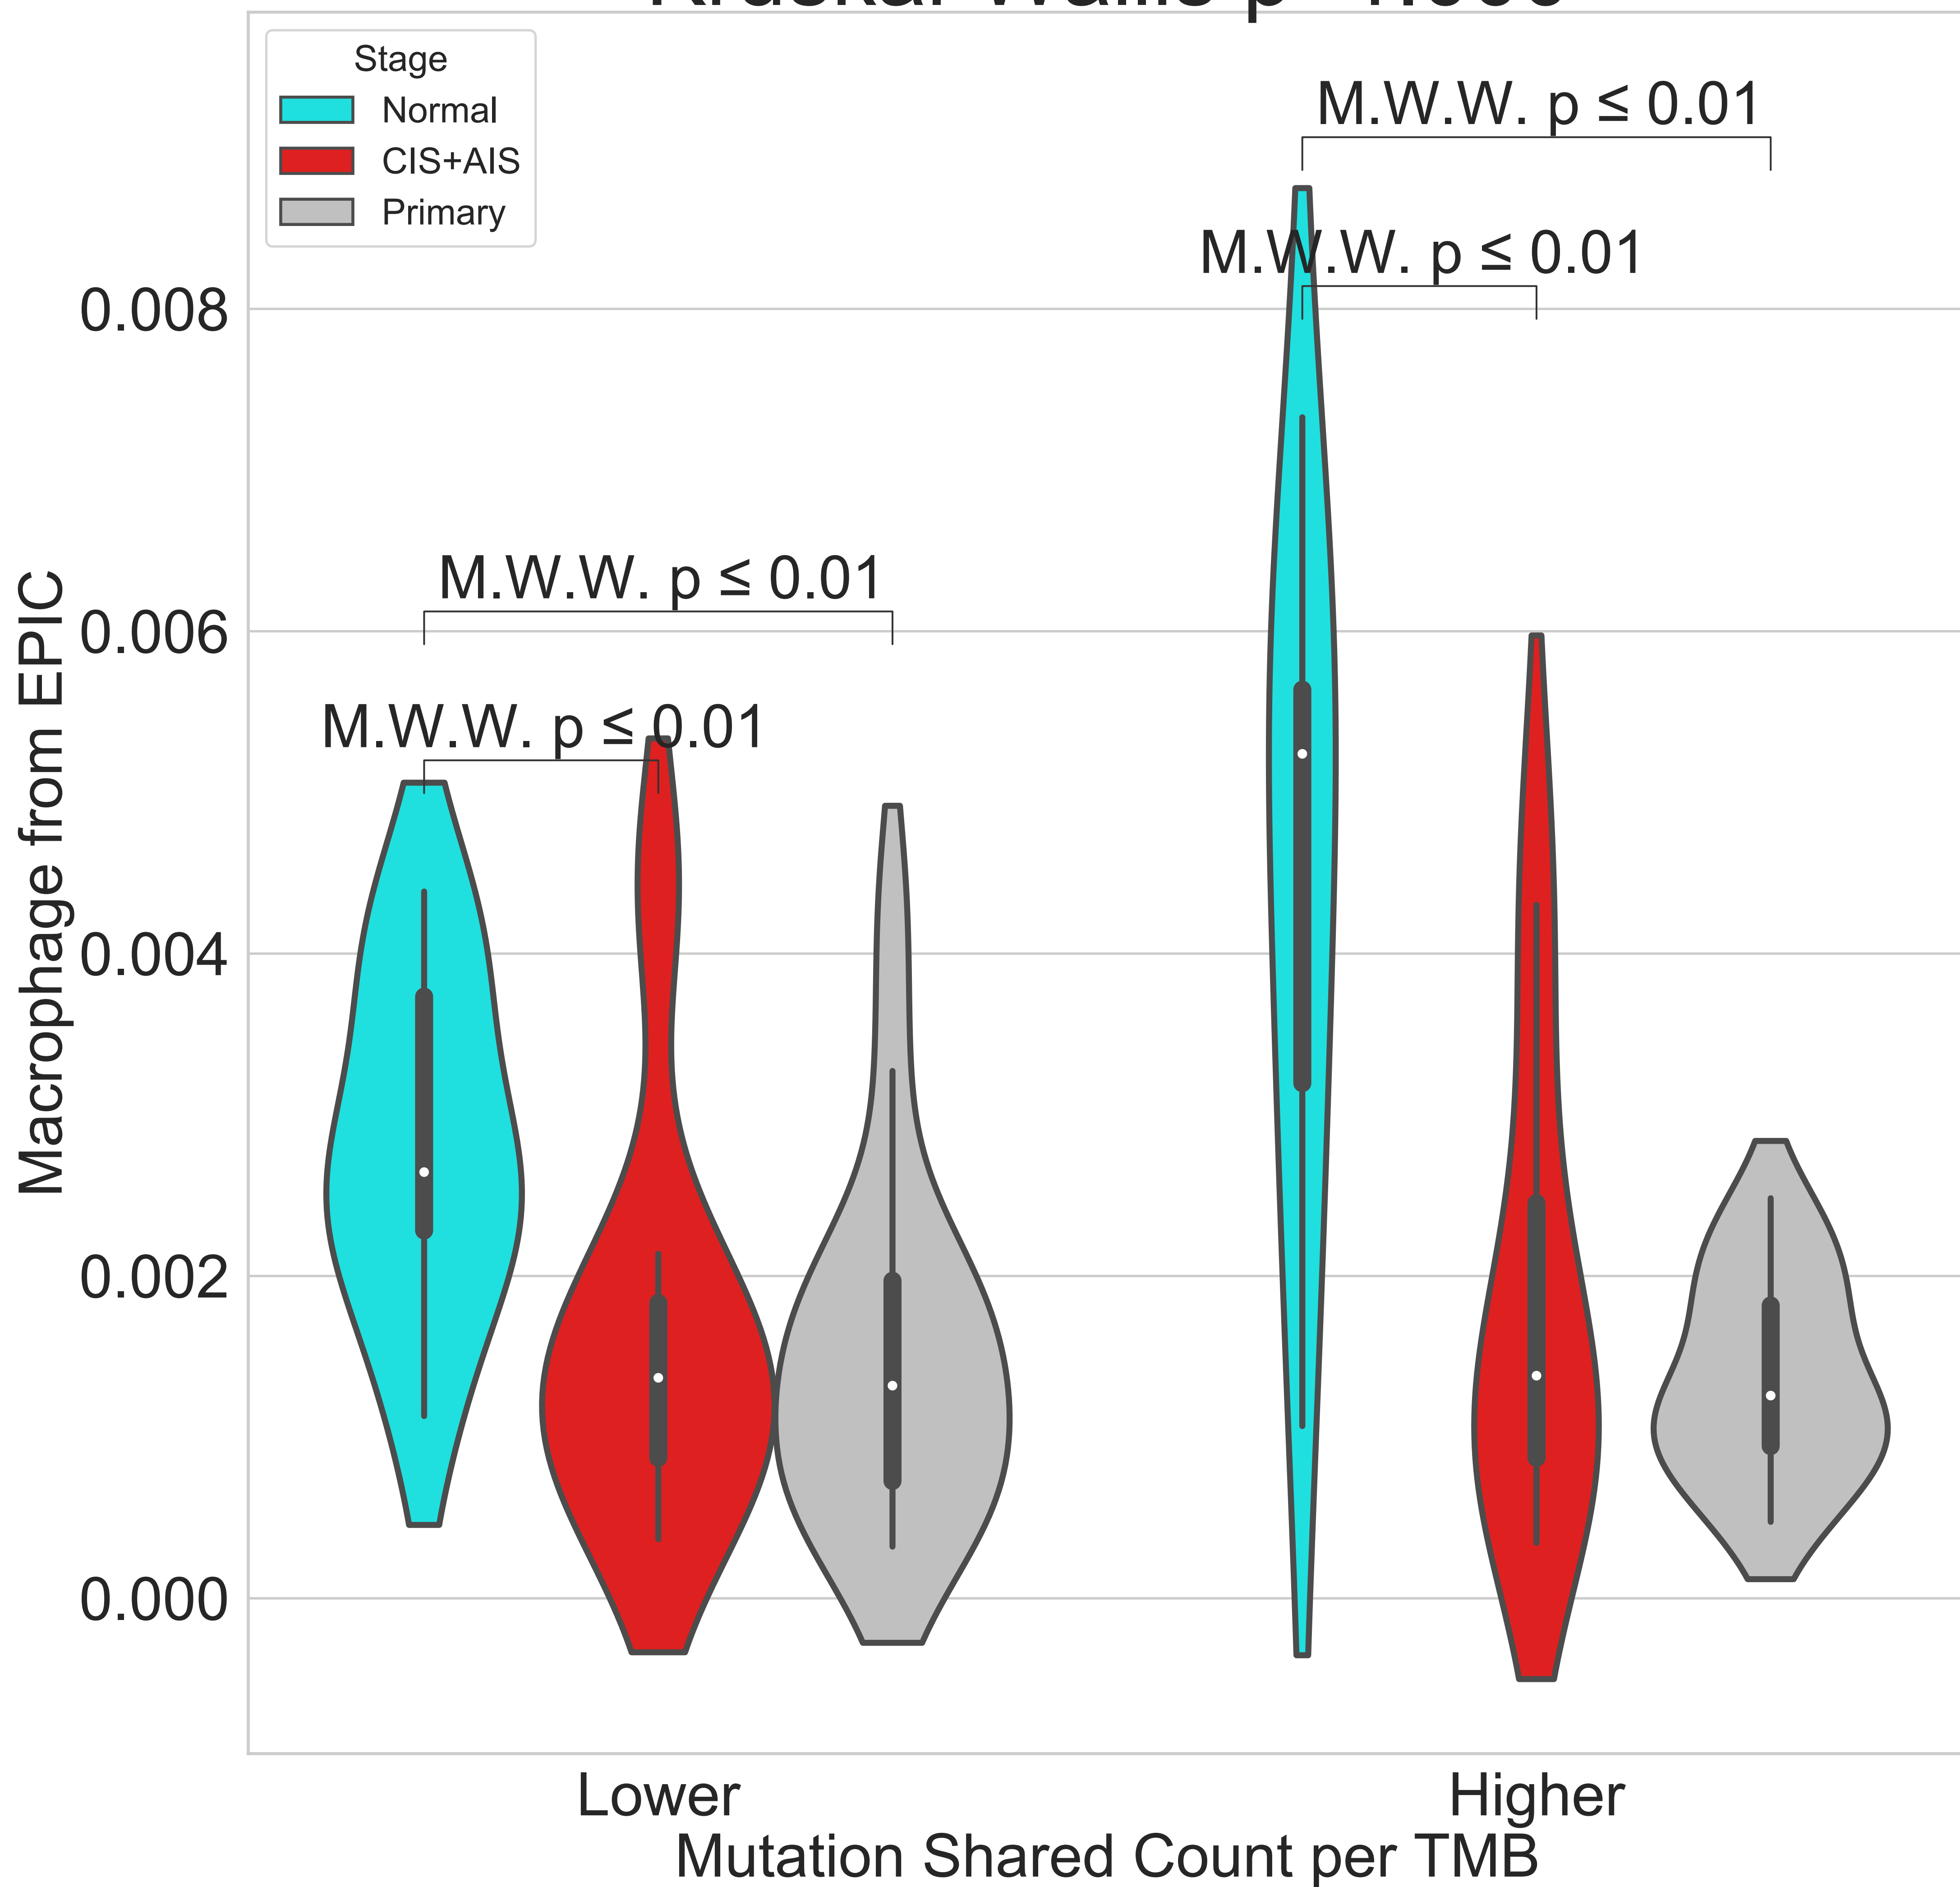 Stage
Normal
CIS+AIS
Primary
M.W.W. p ≤ 0.01
M.W.W. p ≤ 0.01
M.W.W. p ≤ 0.01
M.W.W. p ≤ 0.01
0.008
0.006
0.004
0.002
0.000
Macrophage from EPIC
Lower
Higher
Mutation Shared Count per TMB